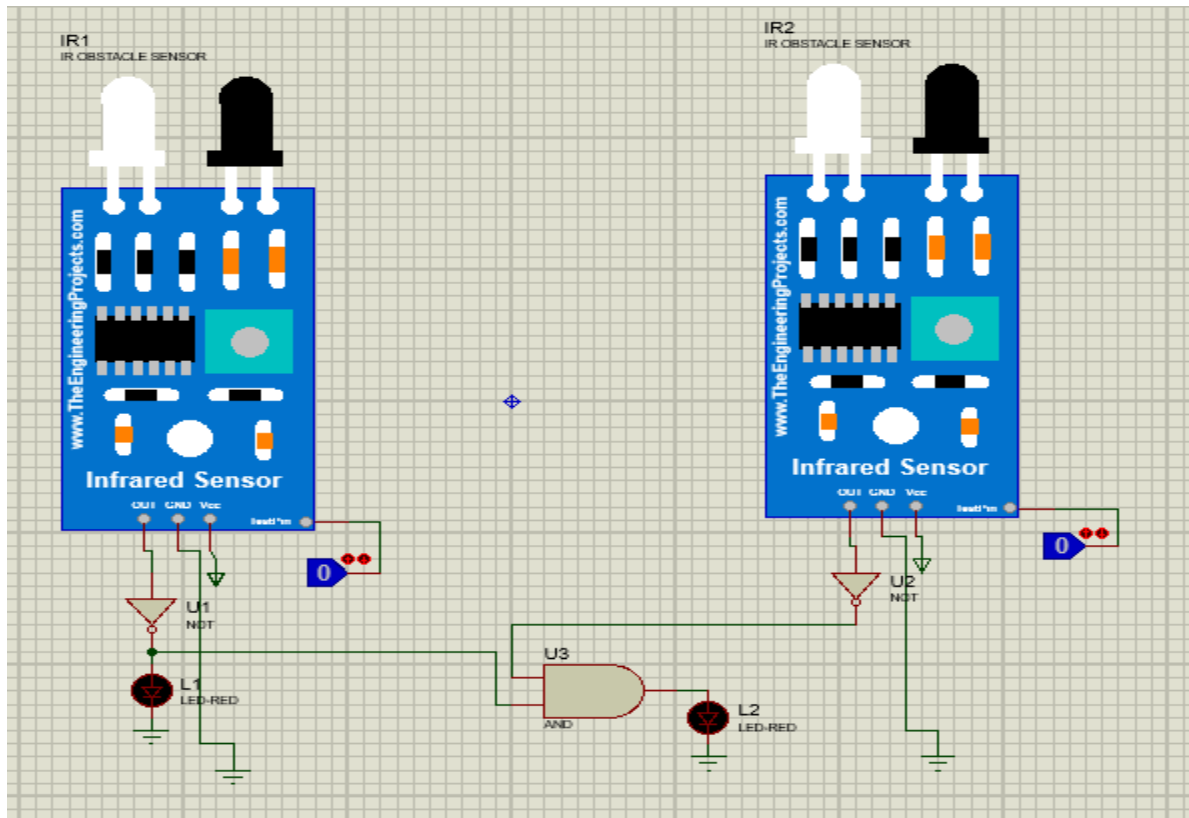 IR1
IR OBSTACLE SENSOR
www.TheEngineeringProjects.com
Infrared Sensor
OUT GND Vcc
TestPin
0
U1
NOT
L1
LED-RED
IR2
IR OBSTACLE SENSOR
www.TheEngineeringProjects.com
Infrared Sensor
OUT GND Vcc
TestPin
0
U2
NOT
U3
AND
L2
LED-RED